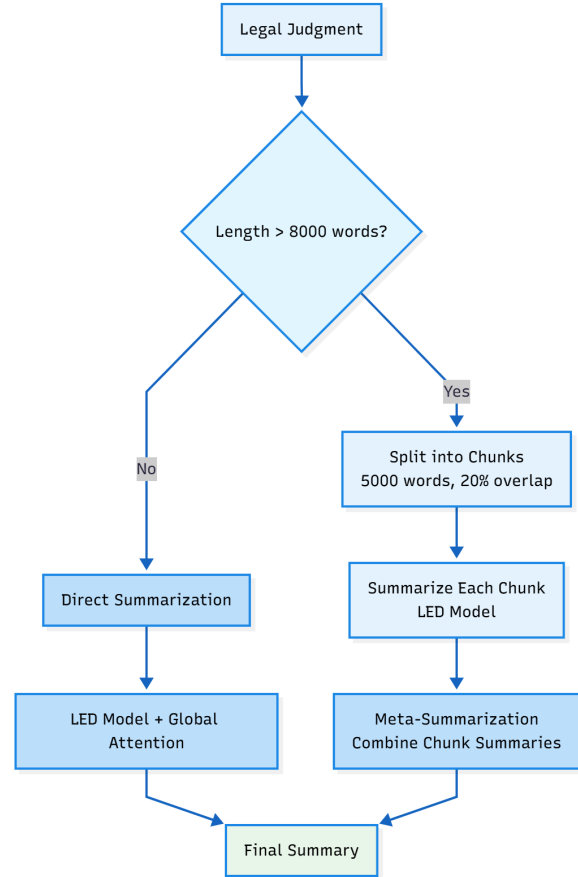 Legal Judgment
Length > 8000 words?
Yes
No
Split into Chunks
5000 words, 20% overlap
Direct Summarization
Summarize Each Chunk
LED Model
LED Model + Global
Attention
Meta-Summarization
Combine Chunk Summaries
Final Summary